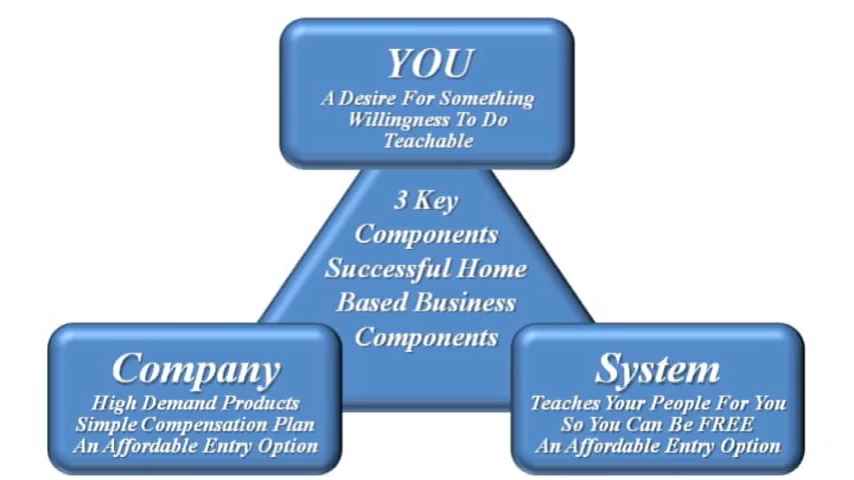 YOU
A Desire For Something
Willingness To Do
Teachable
3 Key
Components
Successful Home
Based Business
Components
Company
High Demand Products
Simple Compensation Plan
An Affordable Entry Option
System
Teaches Your People For You
So You Can Be FREE
An Affordable Entry Option